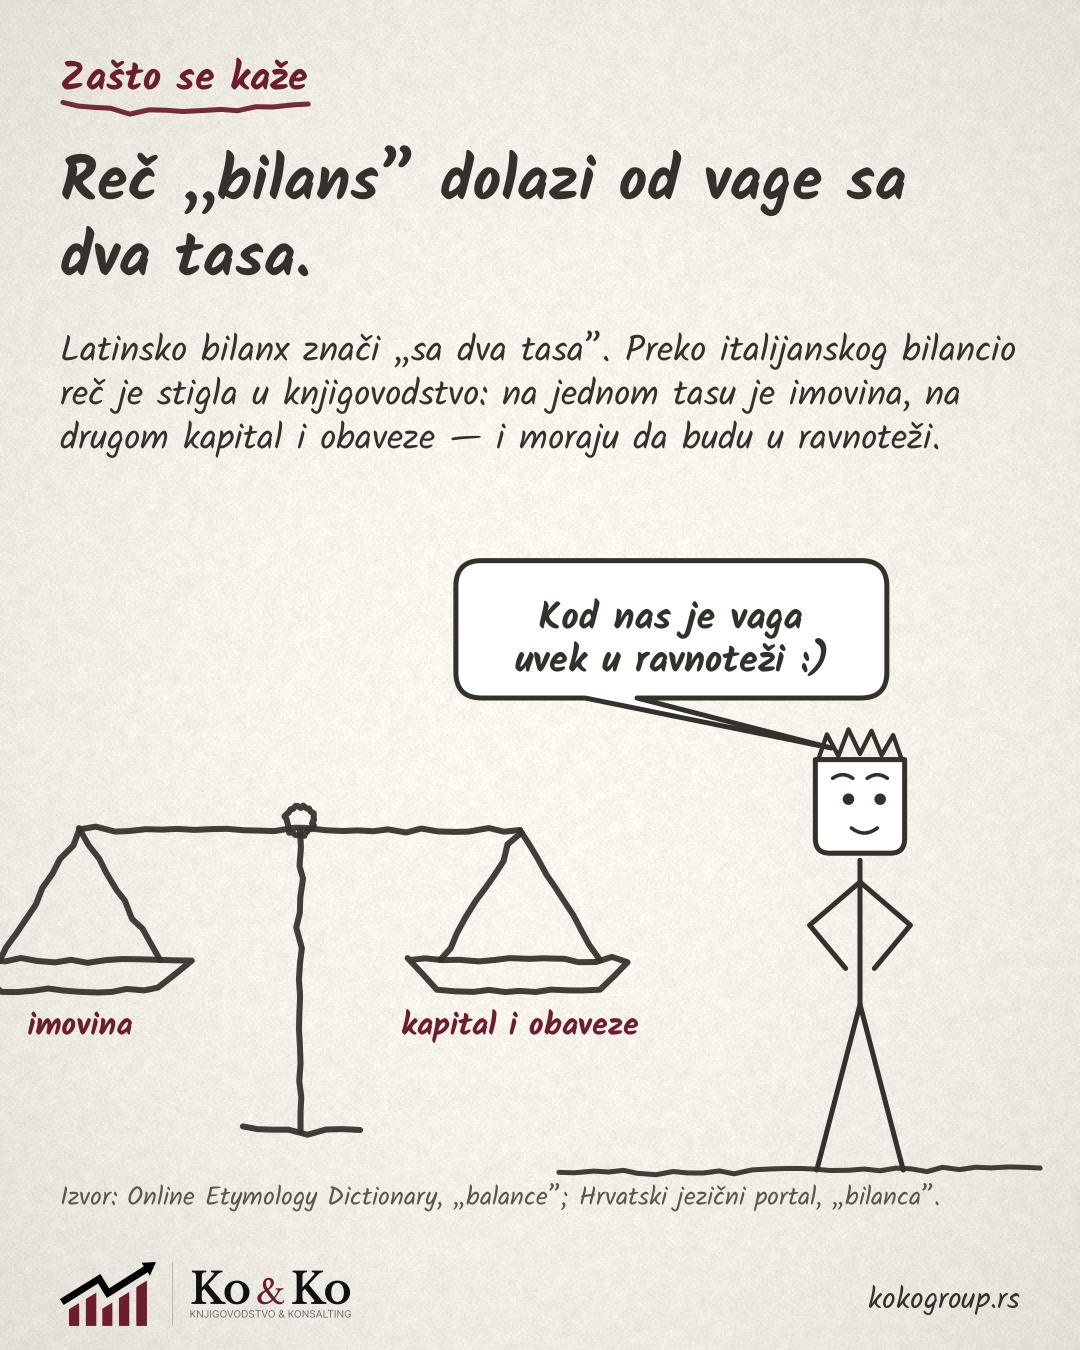 Zašto se kaže
Reč „bilans” dolazi od vage sa
dva tasa.
Latinsko bilanx znači „sa dva tasa”. Preko italijanskog bilancio
reč je stigla u knjigovodstvo: na jednom tasu je imovina, na
drugom kapital i obaveze — i moraju da budu u ravnoteži.
Kod nas je vaga
uvek u ravnoteži :)
imovina
kapital i obaveze
Izvor: Online Etymology Dictionary, „balance”; Hrvatski jezični portal, „bilanca”.
Ko & Ko
KNJIGOVODSTVO & KONSALTING
kokogroup.rs